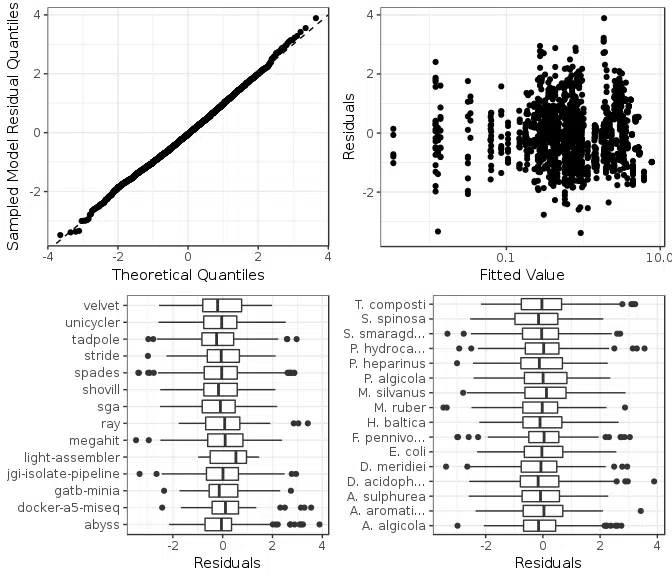 Sampled Model Residual Quantiles
4
2
0
-2
-4 -2 0 2 4
Theoretical Quantiles
Residuals
4
2
0
-2
0.1 10.0
Fitted Value
velvet
unicycler
tadpole
stride
spades
shovill
sga
ray
megahit
light-assembler
jgi-isolate-pipeline
gatb-minia
docker-a5-miseq
abyss
-2 0 2 4
Residuals
T. composti
S. spinosa
S. smaragd...
P. hydroca...
P. heparinus
P. algicola
M. silvanus
M. ruber
H. baltica
F. pennivo...
E. coli
D. meridiei
D. acidoph...
A. sulphurea
A. aromati...
A. algicola
-2 0 2 4
Residuals